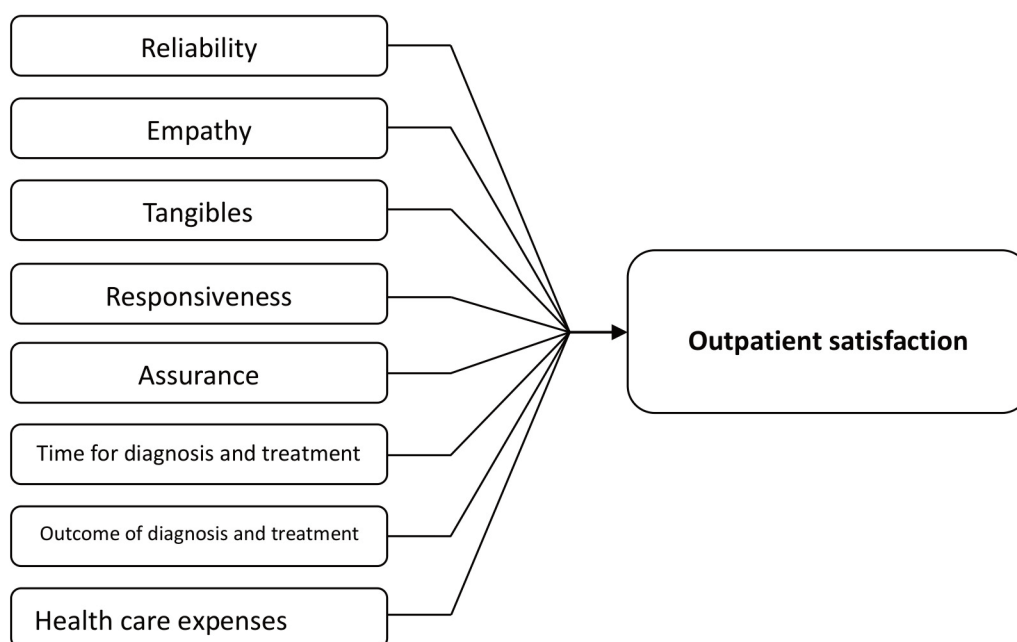 Reliability
Empathy
Tangibles
Responsiveness
Assurance
Time for diagnosis and treatment
Outcome of diagnosis and treatment
Health care expenses
Outpatient satisfaction